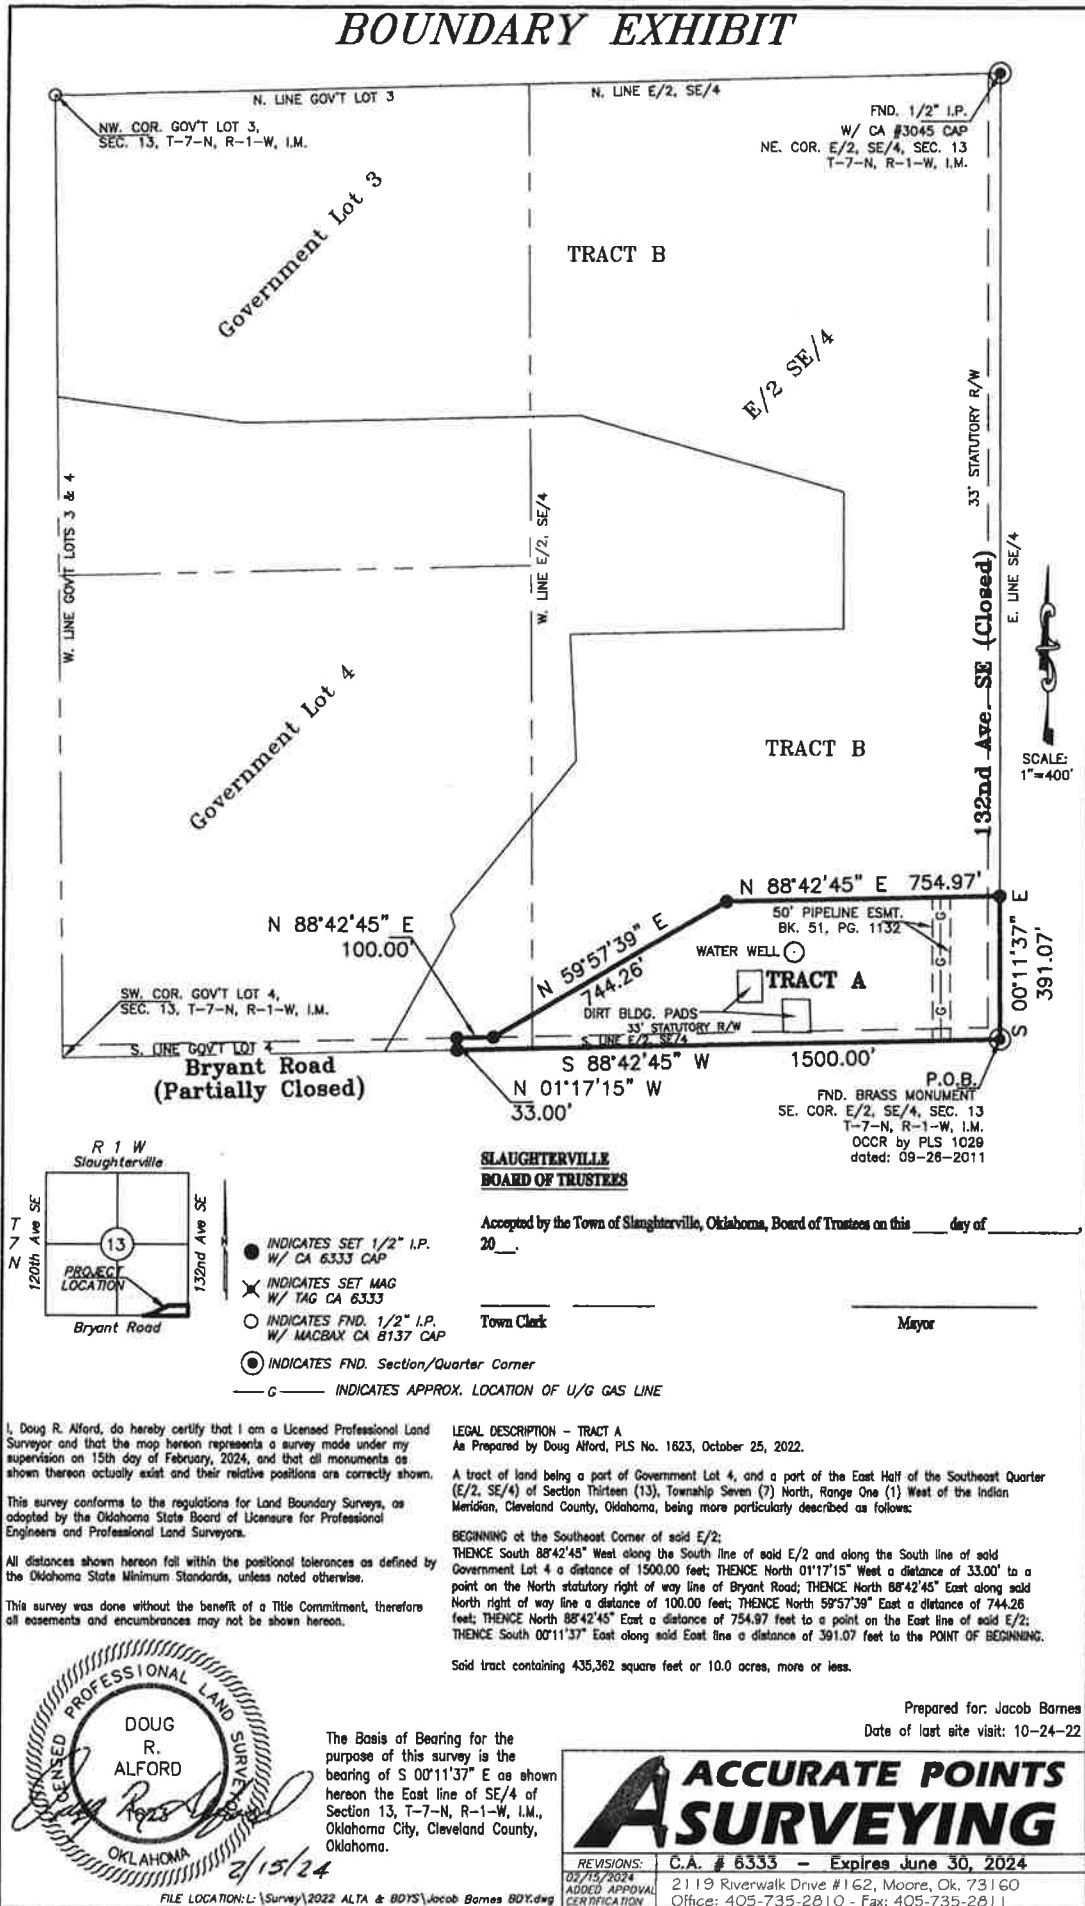 BOUNDARY EXHIBIT
N. LINE GOV'T LOT 3
N. LINE E/2, SE/4
NW. COR. GOV'T LOT 3,
SEC. 13, T-7-N, R-1-W, I.M.
FND. 1/2" I.P.
W/ CA #3045 CAP
NE. COR. E/2, SE/4, SEC. 13
T-7-N, R-1-W, I.M.
Government Lot 3
TRACT B
E/2 SE/4
33' STATUTORY R/W
W. LINE GOV'T LOTS 3 & 4
W. LINE E/2, SE/4
E. LINE SE/4
132nd Ave. SE (Closed)
Government Lot 4
TRACT B
SCALE:
1"=400'
N 88°42'45" E 754.97'
N 88°42'45" E
100.00'
50' PIPELINE ESMT.
BK. 51, PG. 1132
G
G
G
N 59°57'39" E
744.26'
WATER WELL
TRACT A
S 00°11'37" E
391.07'
SW. COR. GOV'T LOT 4,
SEC. 13, T-7-N, R-1-W, I.M.
DIRT BLDG. PADS
33' STATUTORY R/W
S. LINE E/2, SE/4
S. LINE GOV'T LOT 4
Bryant Road
(Partially Closed)
S 88°42'45" W 1500.00'
N 01°17'15" W
33.00'
P.O.B.
FND. BRASS MONUMENT
SE. COR. E/2, SE/4, SEC. 13
T-7-N, R-1-W, I.M.
OCCR by PLS 1029
dated: 09-26-2011
R 1 W
Slaughterville
T
7
N
120th Ave SE
13
132nd Ave SE
PROJECT
LOCATION
Bryant Road
SLAUGHTERVILLE
BOARD OF TRUSTEES
Accepted by the Town of Slaughterville, Oklahoma, Board of Trustees on this ____ day of __________,
20__.
Town Clerk
Mayor
INDICATES SET 1/2" I.P.
W/ CA 6333 CAP
INDICATES SET MAG
W/ TAG CA 6333
INDICATES FND. 1/2" I.P.
W/ MACBAX CA 8137 CAP
INDICATES FND. Section/Quarter Corner
G INDICATES APPROX. LOCATION OF U/G GAS LINE
I, Doug R. Alford, do hereby certify that I am a Licensed Professional Land
Surveyor and that the map hereon represents a survey made under my
supervision on 15th day of February, 2024, and that all monuments as
shown thereon actually exist and their relative positions are correctly shown.
This survey conforms to the regulations for Land Boundary Surveys, as
adopted by the Oklahoma State Board of Licensure for Professional
Engineers and Professional Land Surveyors.
All distances shown hereon fall within the positional tolerances as defined by
the Oklahoma State Minimum Standards, unless noted otherwise.
This survey was done without the benefit of a Title Commitment, therefore
all easements and encumbrances may not be shown hereon.
LEGAL DESCRIPTION - TRACT A
As Prepared by Doug Alford, PLS No. 1623, October 25, 2022.
A tract of land being a part of Government Lot 4, and a part of the East Half of the Southeast Quarter
(E/2, SE/4) of Section Thirteen (13), Township Seven (7) North, Range One (1) West of the Indian
Meridian, Cleveland County, Oklahoma, being more particularly described as follows:
BEGINNING at the Southeast Corner of said E/2;
THENCE South 88°42'45" West along the South line of said E/2 and along the South line of said
Government Lot 4 a distance of 1500.00 feet; THENCE North 01°17'15" West a distance of 33.00' to a
point on the North statutory right of way line of Bryant Road; THENCE North 88°42'45" East along said
North right of way line a distance of 100.00 feet; THENCE North 59°57'39" East a distance of 744.26
feet; THENCE North 88°42'45" East a distance of 754.97 feet to a point on the East line of said E/2;
THENCE South 00°11'37" East along said East line a distance of 391.07 feet to the POINT OF BEGINNING.
Said tract containing 435,362 square feet or 10.0 acres, more or less.
Prepared for: Jacob Barnes
Date of last site visit: 10-24-22
LICENSED PROFESSIONAL LAND SURVEYOR
DOUG
R.
ALFORD
1623
OKLAHOMA
2/15/24
The Basis of Bearing for the
purpose of this survey is the
bearing of S 00°11'37" E as shown
hereon the East line of SE/4 of
Section 13, T-7-N, R-1-W, I.M.,
Oklahoma City, Cleveland County,
Oklahoma.
ACCURATE POINTS
SURVEYING
REVISIONS:
02/15/2024
ADDED APPOVAL
CERTIFICATION
C.A. # 6333 - Expires June 30, 2024
2119 Riverwalk Drive #162, Moore, Ok. 73160
Office: 405-735-2810 - Fax: 405-735-2811
FILE LOCATION: L: \Survey\2022 ALTA & BDYS\Jacob Barnes BDY.dwg